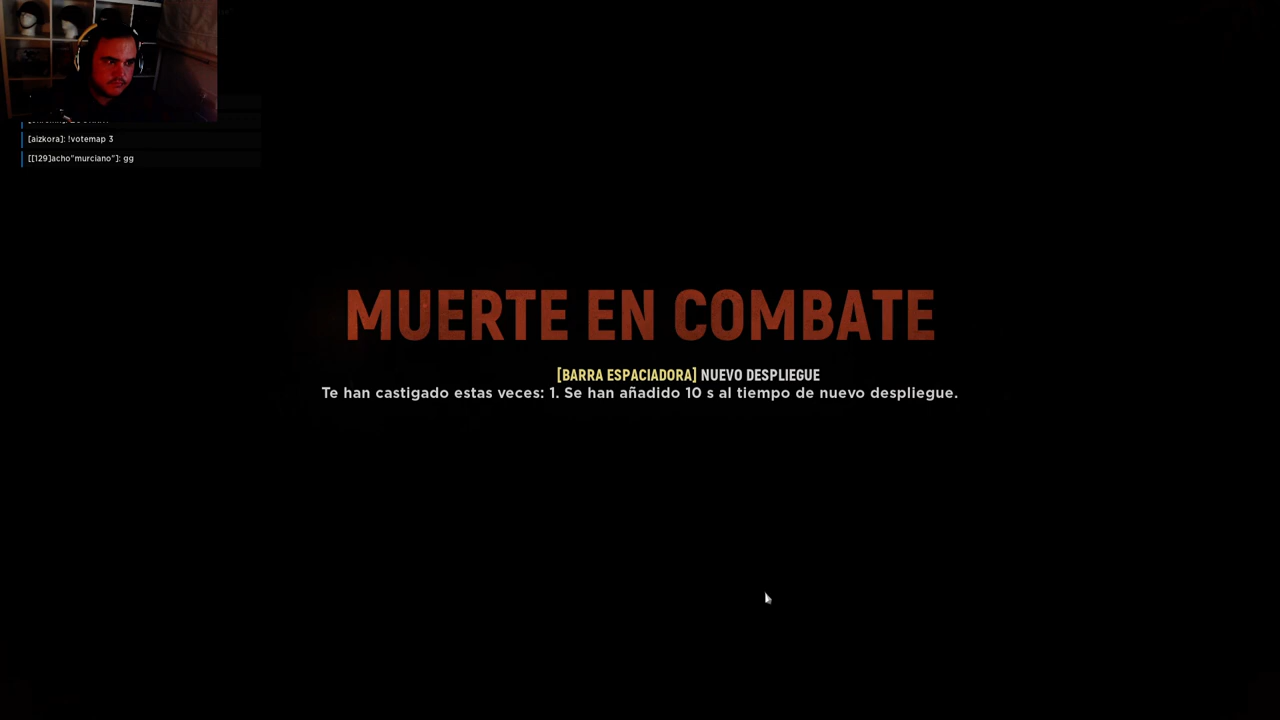 [aizkora]: !votemap 3
[[129]acho"murciano"]: gg
MUERTE EN COMBATE
[BARRA ESPACIADORA] NUEVO DESPLIEGUE
Te han castigado estas veces: 1. Se han añadido 10 s al tiempo de nuevo despliegue.